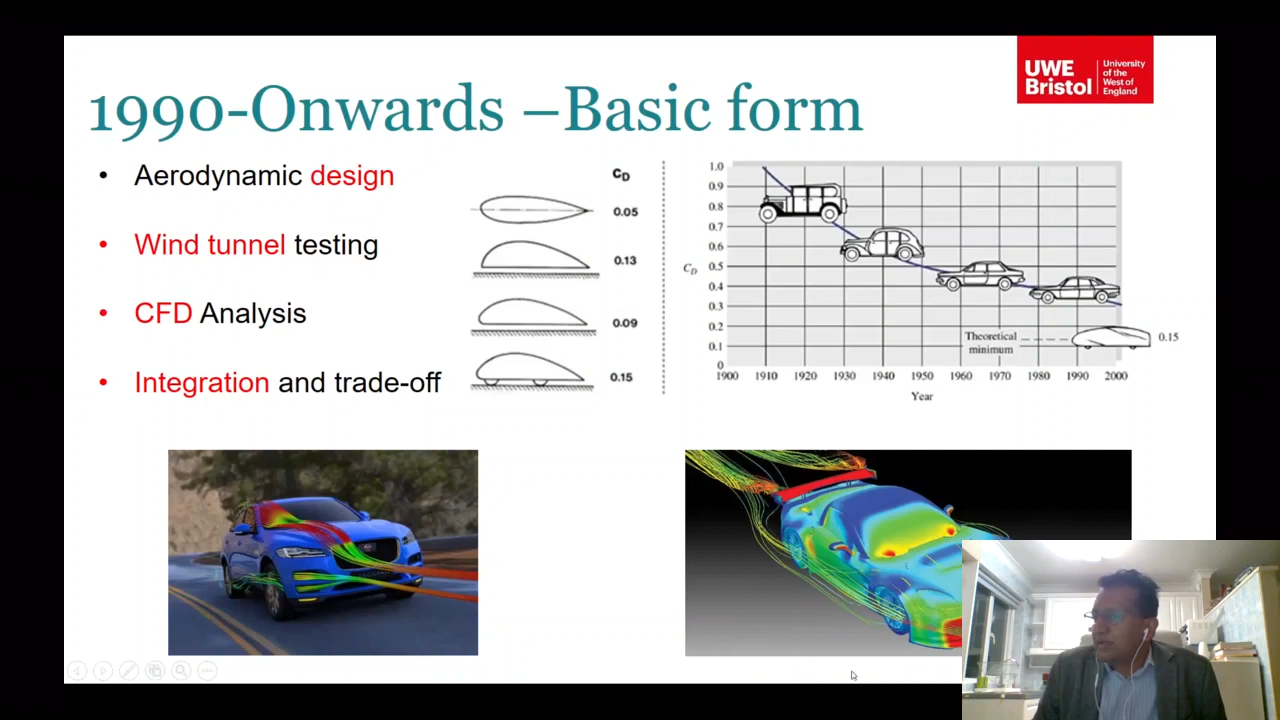 1990-Onwards –Basic form
UWE
Bristol
University
of the
West of
England
• Aerodynamic design
• Wind tunnel testing
• CFD Analysis
• Integration and trade-off
CD
0.05
0.13
0.09
0.15
1.0
0.9
0.8
0.7
0.6
0.5
0.4
0.3
0.2
0.1
0
CD
Theoretical
minimum
0.15
1900 1910 1920 1930 1940 1950 1960 1970 1980 1990 2000
Year